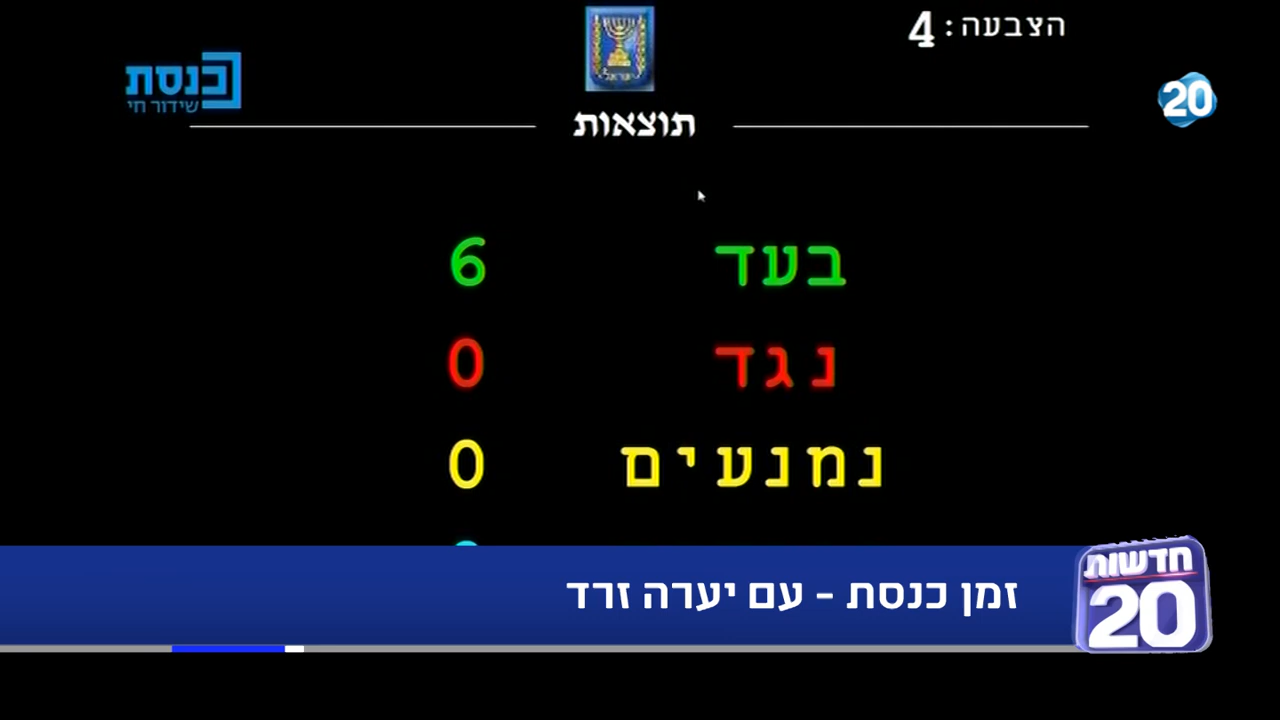 הצבעה: 4
כנסת
שידור חי
20
תוצאות
בעד 6
נגד 0
נמנעים 0
זמן כנסת - עם יערה זרד
חדשות
20